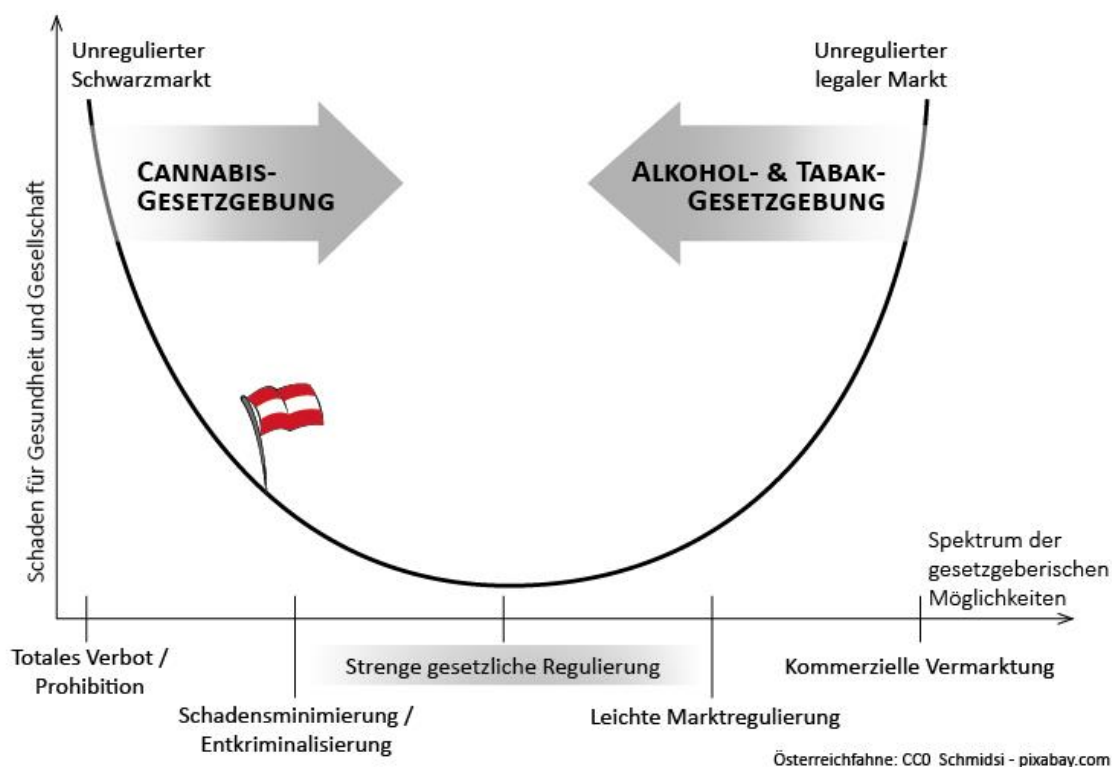 Unregulierter
Schwarzmarkt
Unregulierter
legaler Markt
CANNABIS-
GESETZGEBUNG
ALKOHOL- & TABAK-
GESETZGEBUNG
Schaden für Gesundheit und Gesellschaft
Spektrum der
gesetzgeberischen
Möglichkeiten
Totales Verbot /
Prohibition
Strenge gesetzliche Regulierung
Kommerzielle Vermarktung
Schadensminimierung /
Entkriminalisierung
Leichte Marktregulierung
Österreichfahne: CC0 Schmidsi - pixabay.com